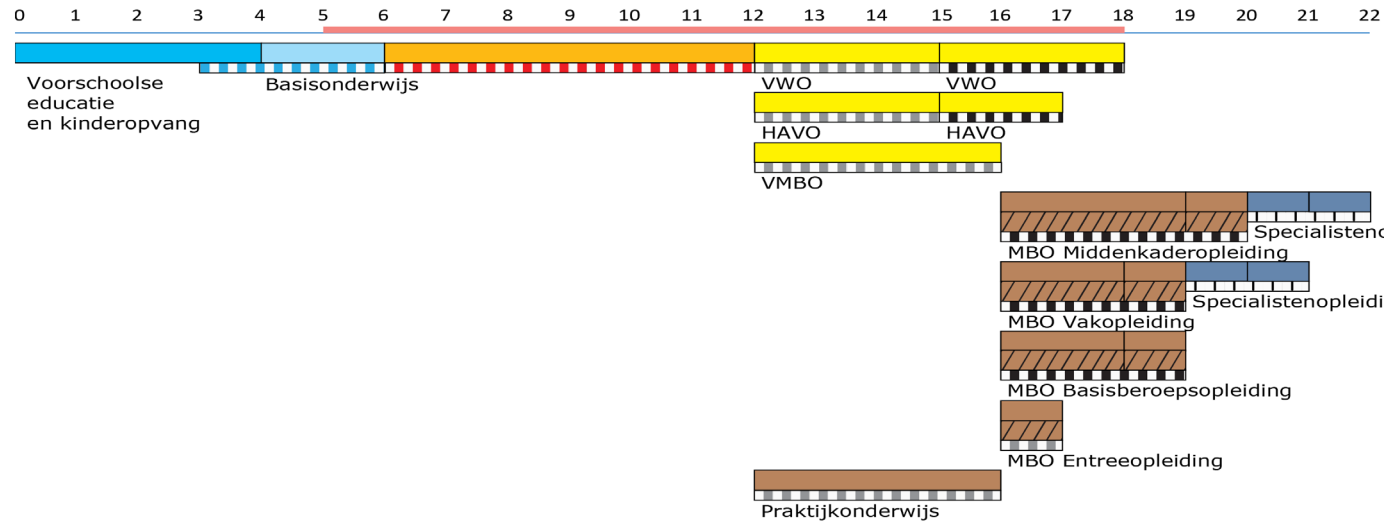 0 1 2 3 4 5 6 7 8 9 10 11 12 13 14 15 16 17 18 19 20 21 22
Voorschoolse
educatie
en kinderopvang
Basisonderwijs
VWO
VWO
HAVO
HAVO
VMBO
Specialisten
MBO Middenkaderopleiding
Specialistenopleidi
MBO Vakopleiding
MBO Basisberoepsopleiding
MBO Entreeopleiding
Praktijkonderwijs